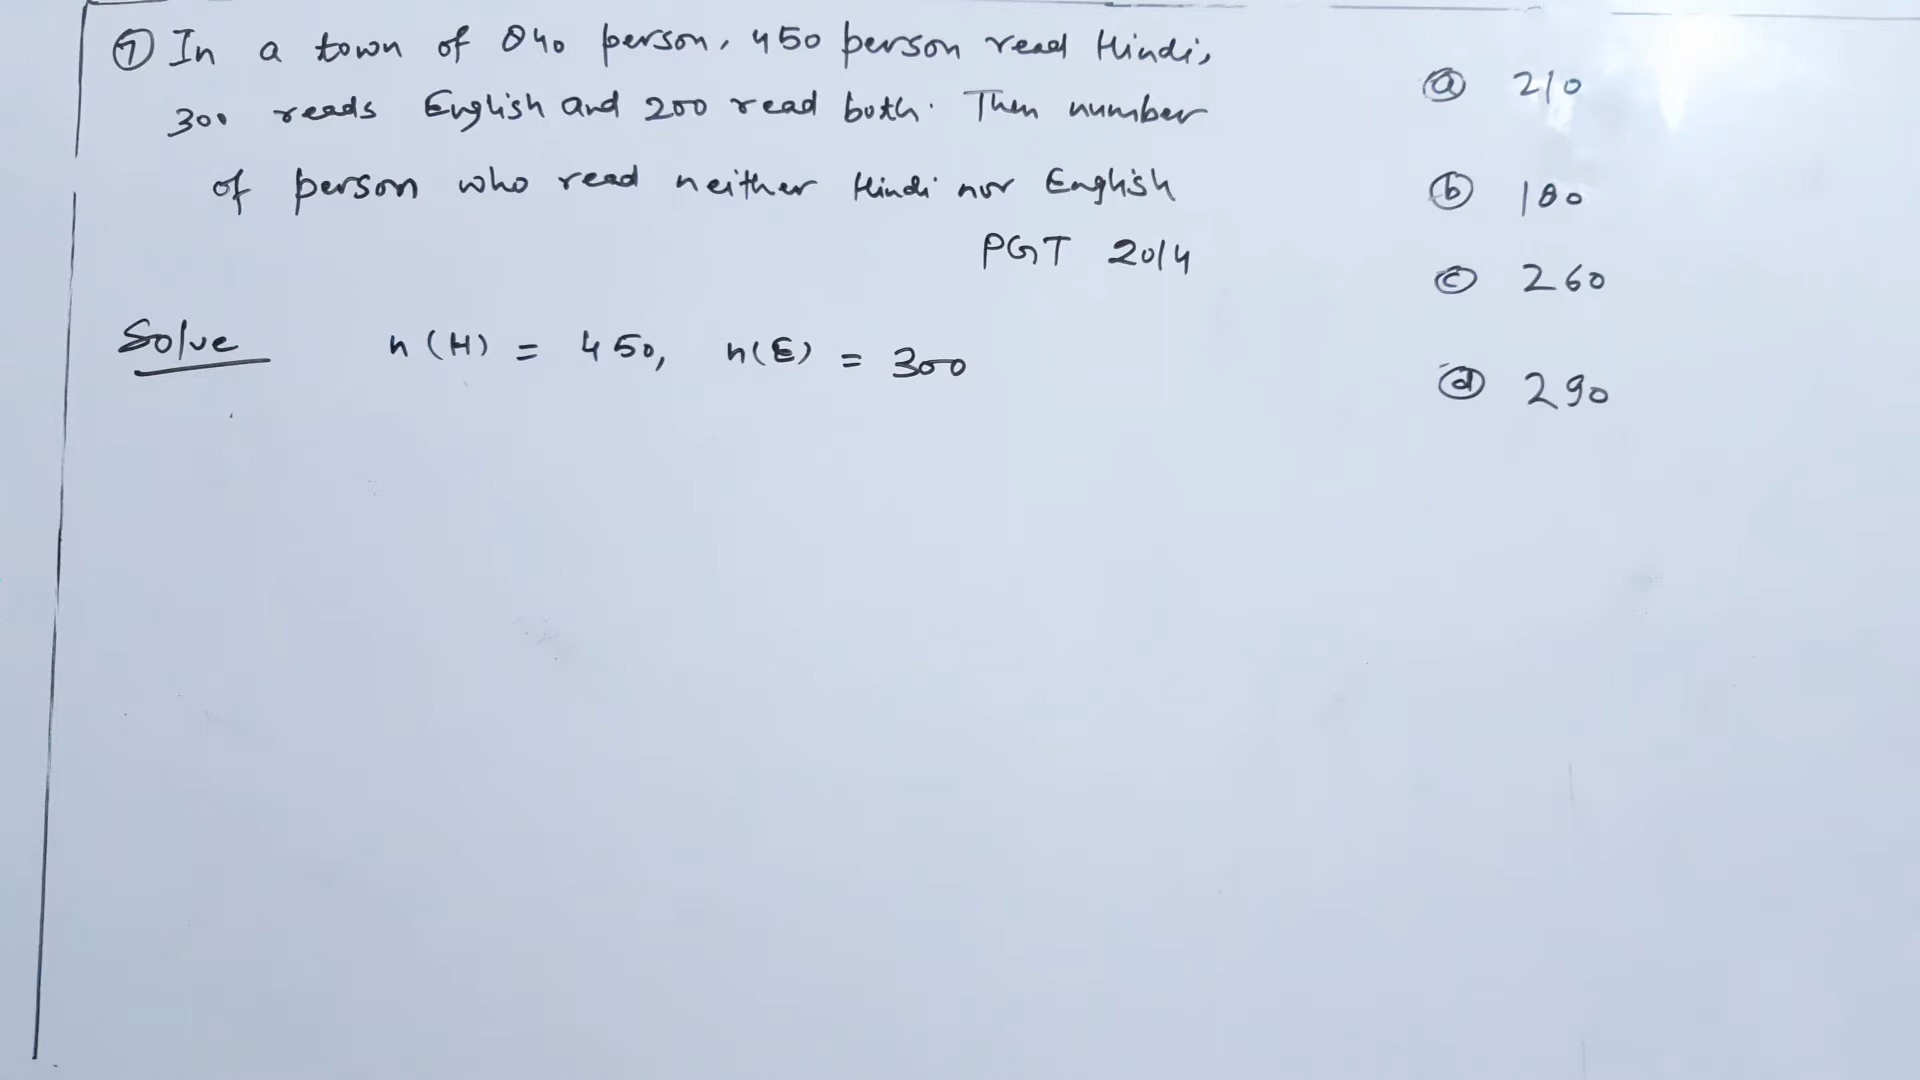 ⑦ In a town of 840 person, 450 person read Hindi,
300 reads English and 200 read both. Then number
of person who read neither Hindi nor English
PGT 2014
ⓐ 210
ⓑ 180
ⓒ 260
ⓓ 290
Solve n(H) = 450, n(E) = 300